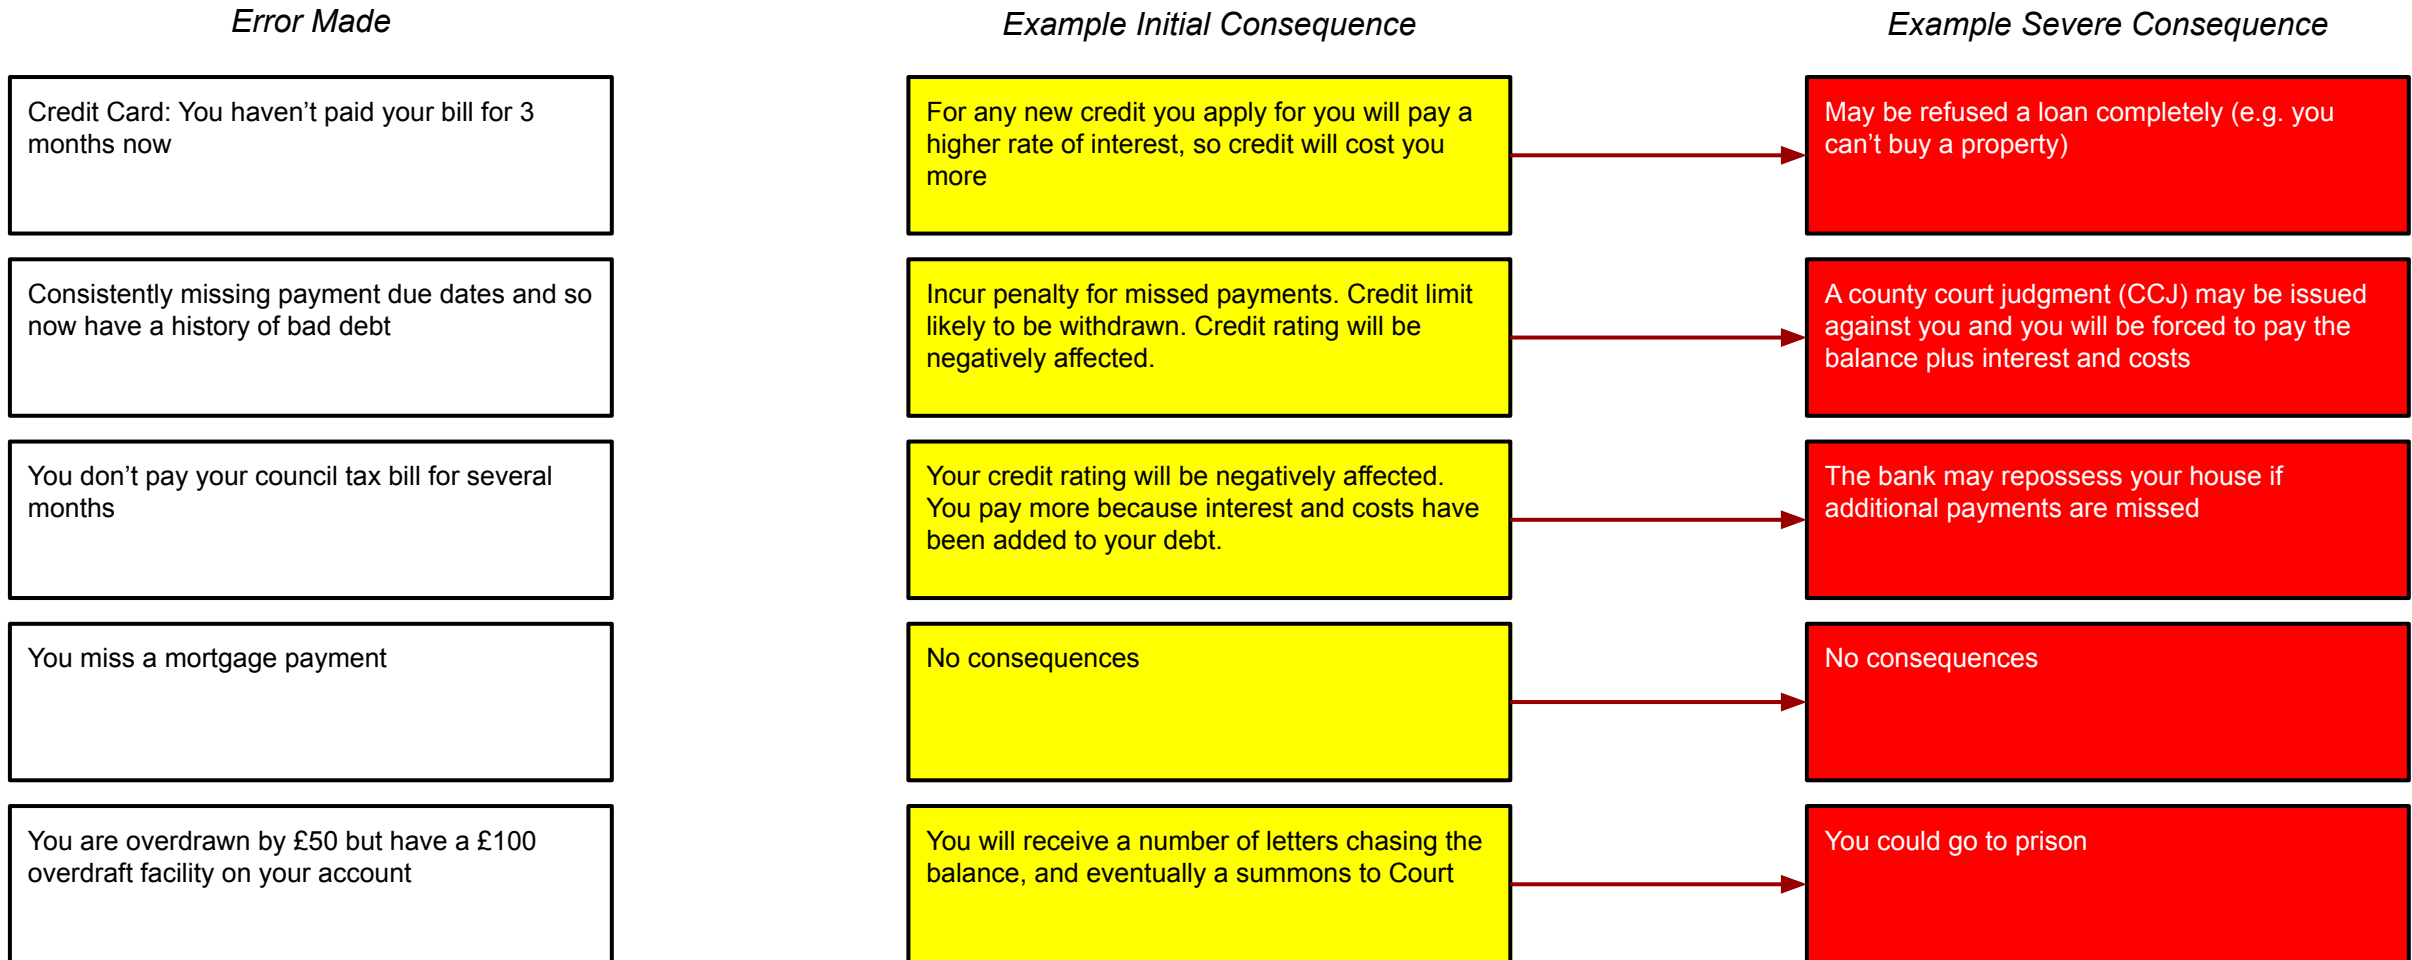 Error Made
Example Initial Consequence
Example Severe Consequence
Credit Card: You haven’t paid your bill for 3
months now
For any new credit you apply for you will pay a
higher rate of interest, so credit will cost you
more
May be refused a loan completely (e.g. you
can’t buy a property)
Consistently missing payment due dates and so
now have a history of bad debt
Incur penalty for missed payments. Credit limit
likely to be withdrawn. Credit rating will be
negatively affected.
A county court judgment (CCJ) may be issued
against you and you will be forced to pay the
balance plus interest and costs
You don’t pay your council tax bill for several
months
Your credit rating will be negatively affected.
You pay more because interest and costs have
been added to your debt.
The bank may repossess your house if
additional payments are missed
You miss a mortgage payment
No consequences
No consequences
You are overdrawn by £50 but have a £100
overdraft facility on your account
You will receive a number of letters chasing the
balance, and eventually a summons to Court
You could go to prison